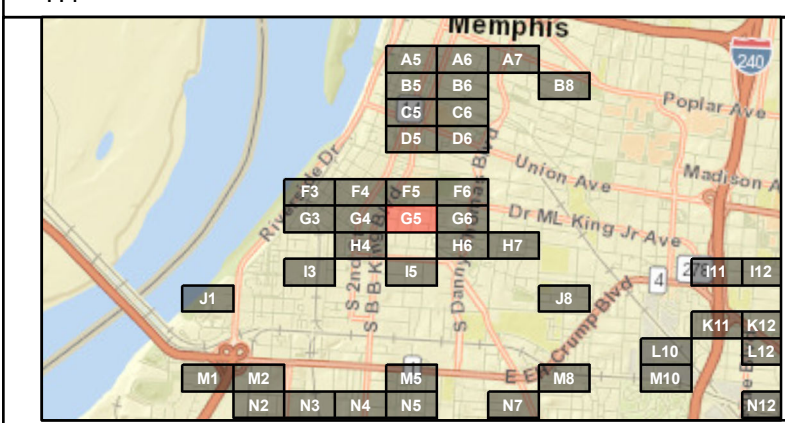 Memphis
A5 A6 A7
240
B5 B6 B8
Poplar Ave
C5 C6
D5 D6
Riverside Dr
Union Ave
Madison A
F3 F4 F5 F6
G3 G4 G5 G6
Dr ML King Jr Ave
H4 H6 H7
I3 I5 I11 I12
S 2nd
S B B King Blvd
S Danny Thomas Blvd
4
278
J1 J8
K11 K12
L10 L12
E EH Crump Blvd
M1 M2 M5 M8 M10
N2 N3 N4 N5 N7 N12